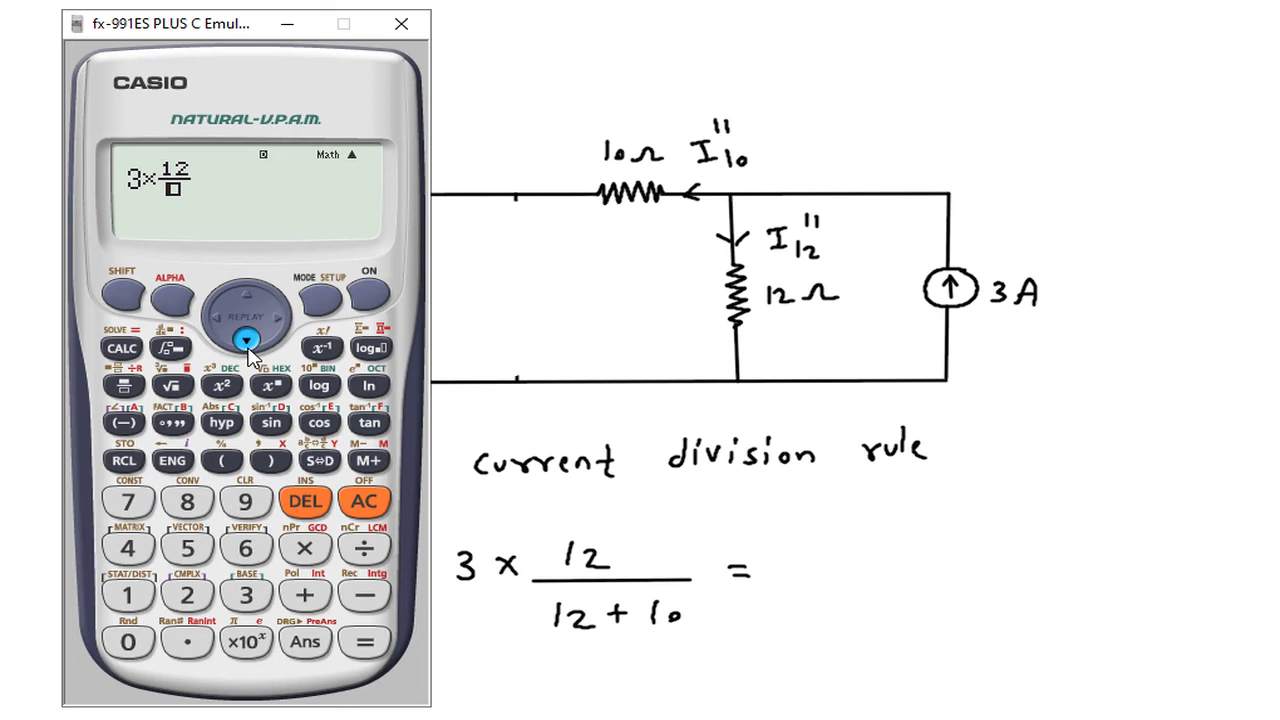 fx-991ES PLUS C Emul...
CASIO
NATURAL-V.P.A.M.
D Math ▲
3×12/□
SHIFT ALPHA MODE SETUP ON
REPLAY
SOLVE = d/dx :  x! Σ Π
CALC ∫ x⁻¹ log
÷R x³ DEC HEX 10 BIN e OCT
√ x² x log ln
∠ A FACT B Abs C sin⁻¹ D cos⁻¹ E tan⁻¹ F
(−) °,,, hyp sin cos tan
STO ← i % , X Y M− M
RCL ENG ( ) S⇔D M+
CONST CONV CLR INS OFF
7 8 9 DEL AC
MATRIX VECTOR VERIFY nPr GCD nCr LCM
4 5 6 × ÷
STAT/DIST CMPLX BASE Pol Int Rec Intg
1 2 3 + −
Rnd Ran# RanInt π e DRG▶ PreAns
0 . ×10ˣ Ans =
10Ω I₁₀"
I₁₂"
12Ω
3A
current division rule
3 × 12/(12 + 10) =